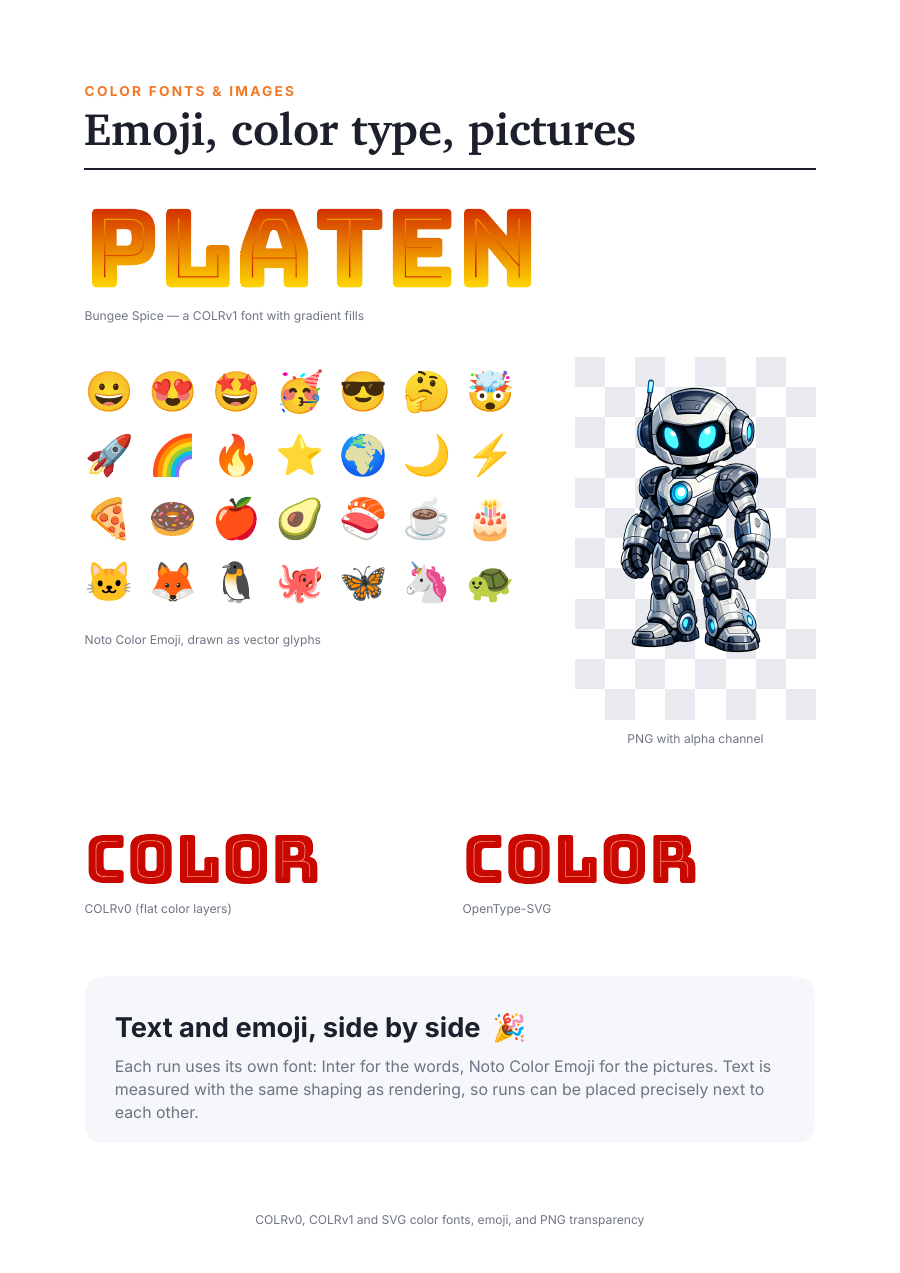 COLOR FONTS & IMAGES
Emoji, color type, pictures
PLATEN
Bungee Spice — a COLRv1 font with gradient fills
😀 😍 🤩 🥳 😎 🤔 🤯
🚀 🌈 🔥 ⭐ 🌍 🌙 ⚡
🍕 🍩 🍎 🥑 🍣 ☕ 🎂
🐱 🦊 🐧 🐙 🦋 🦄 🐢
Noto Color Emoji, drawn as vector glyphs
PNG with alpha channel
COLOR
COLRv0 (flat color layers)
COLOR
OpenType-SVG
Text and emoji, side by side 🎉
Each run uses its own font: Inter for the words, Noto Color Emoji for the pictures. Text is
measured with the same shaping as rendering, so runs can be placed precisely next to
each other.
COLRv0, COLRv1 and SVG color fonts, emoji, and PNG transparency